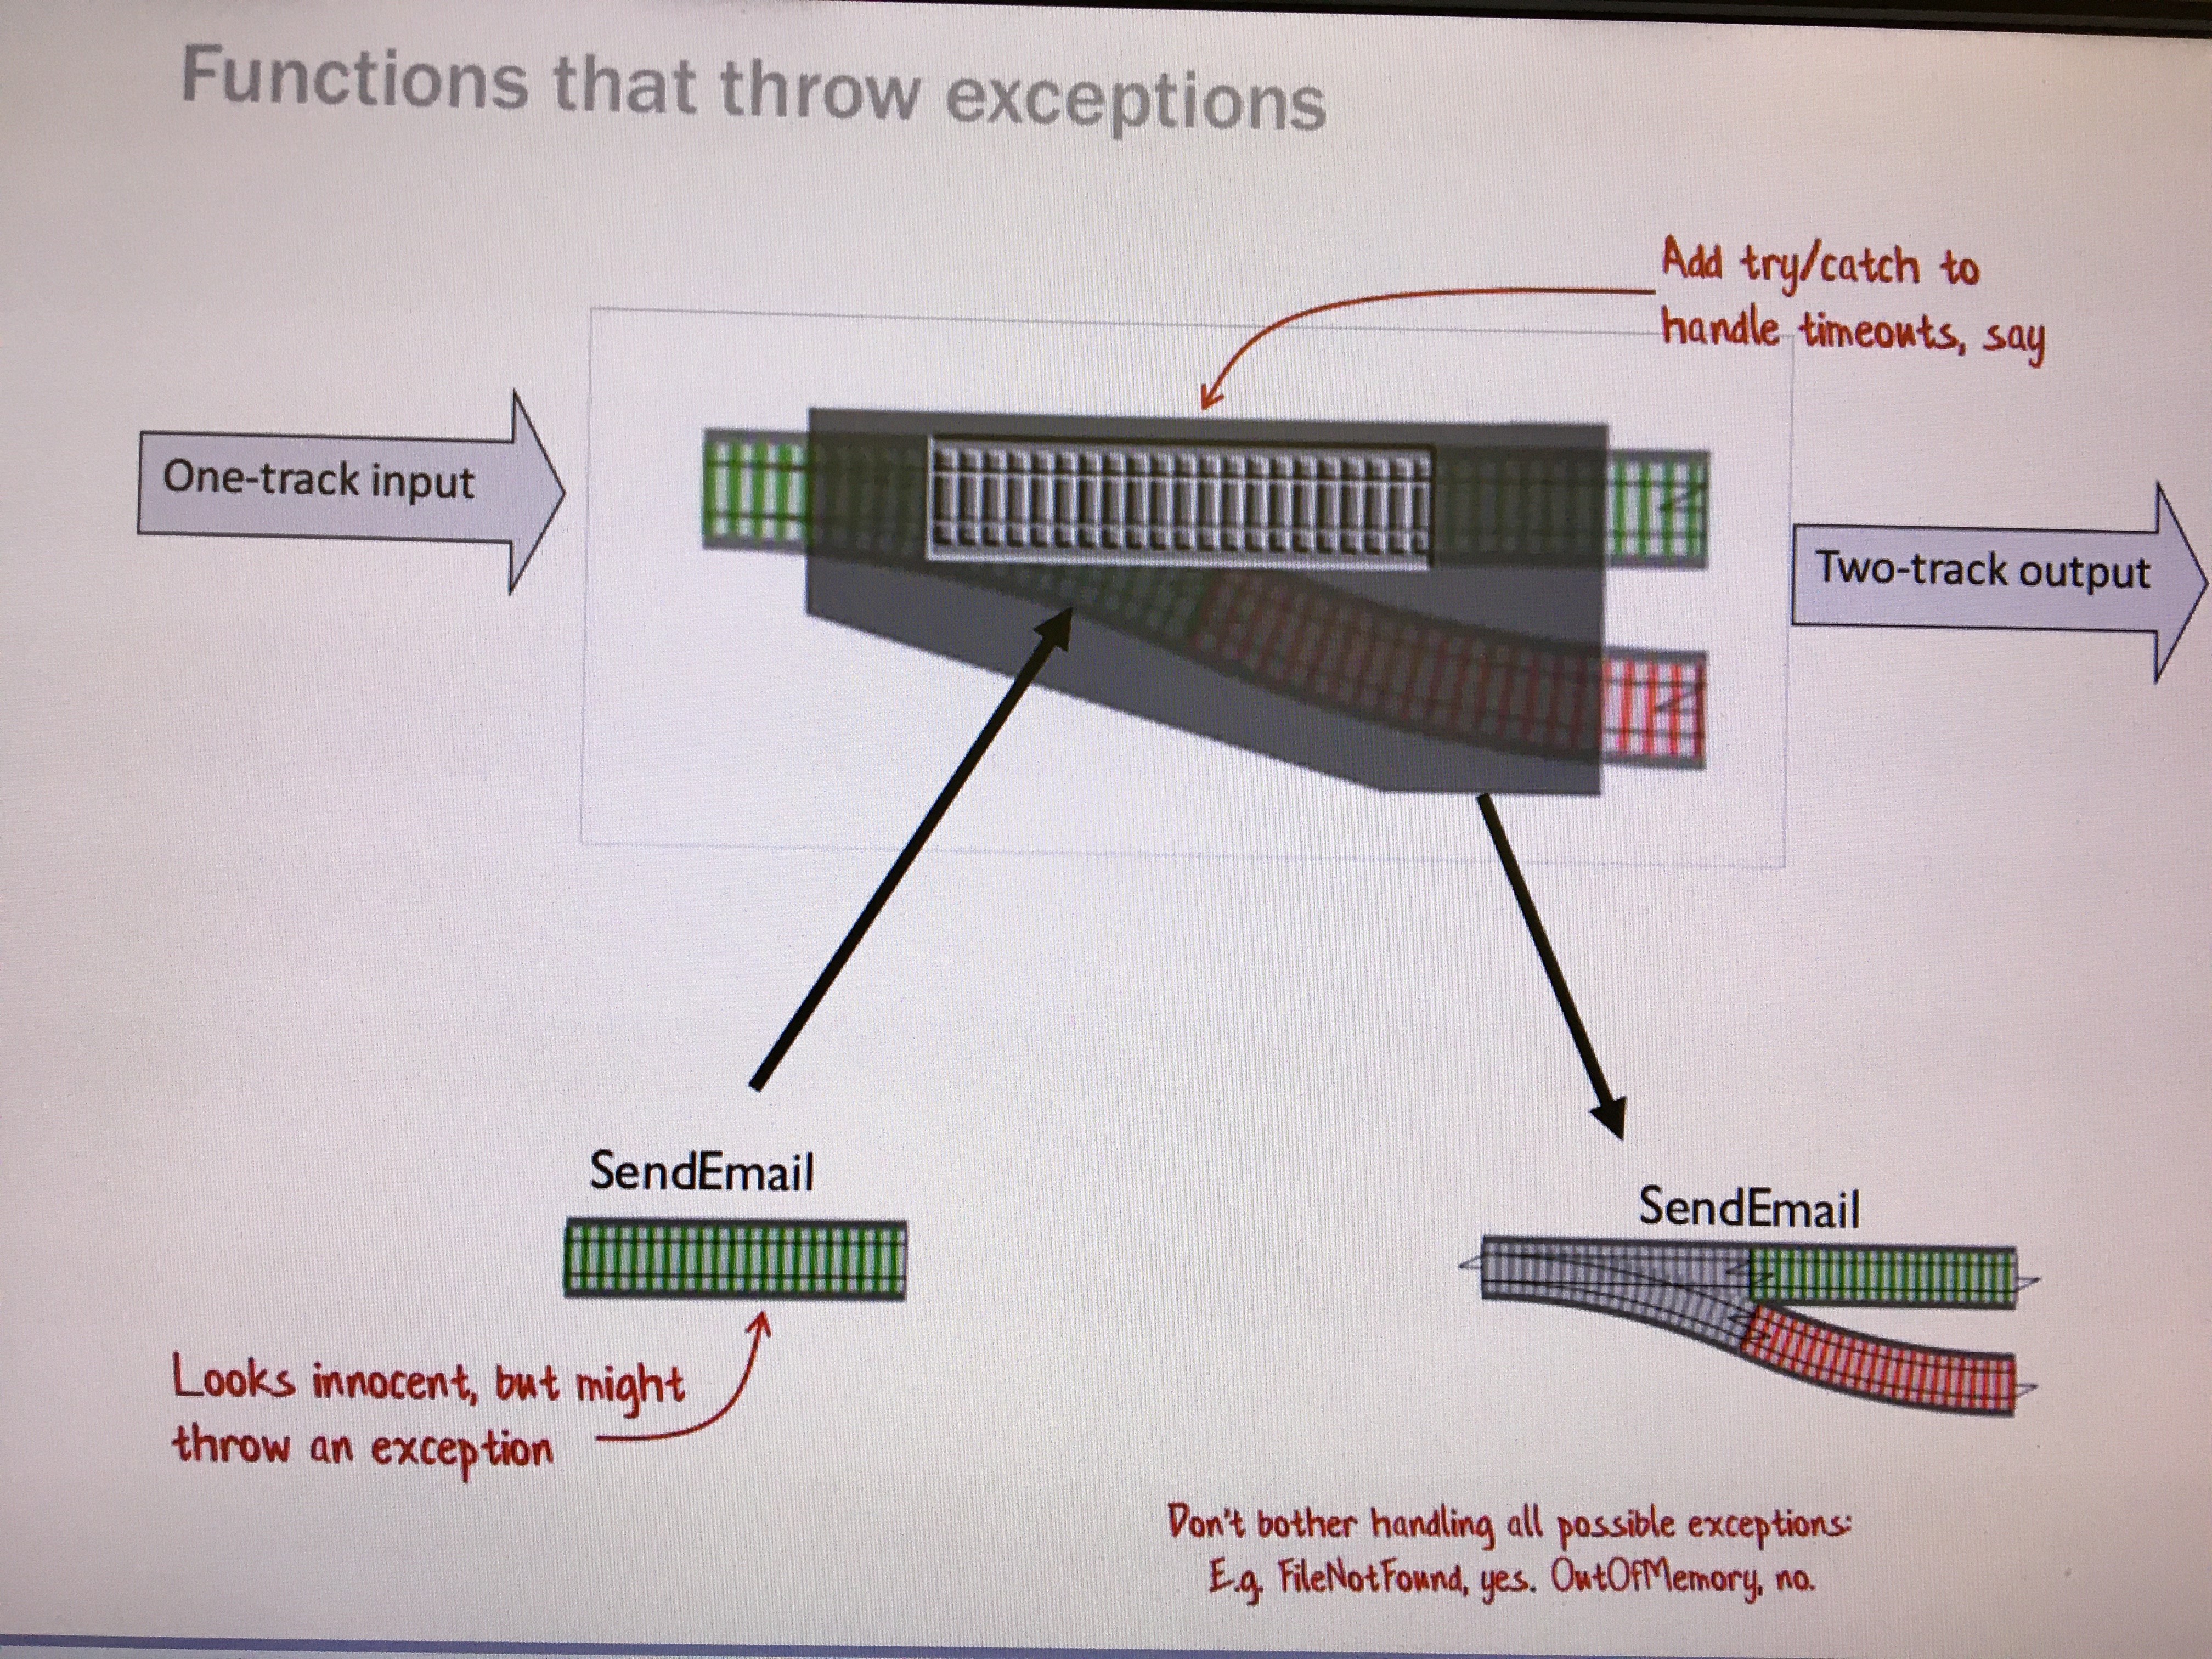 Functions that throw exceptions
Add try/catch to
handle timeouts, say
One-track input
Two-track output
SendEmail
SendEmail
Looks innocent, but might
throw an exception
Don't bother handling all possible exceptions:
E.g. FileNotFound, yes. OutOfMemory, no.